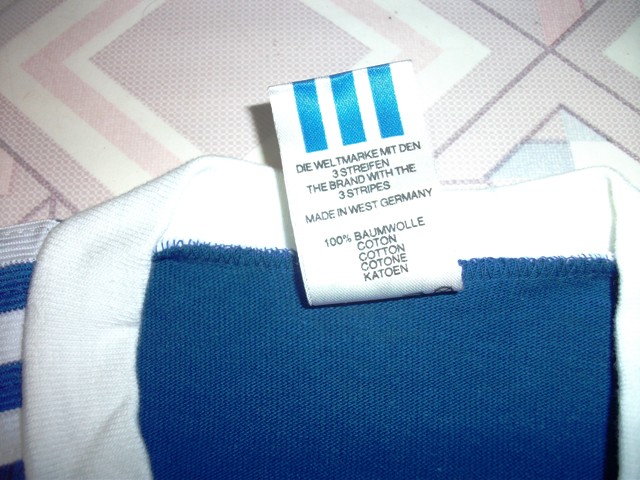 DIE WELTMARKE MIT DEN
3 STREIFEN
THE BRAND WITH THE
3 STRIPES
MADE IN WEST GERMANY
100% BAUMWOLLE
COTON
COTTON
COTONE
KATOEN